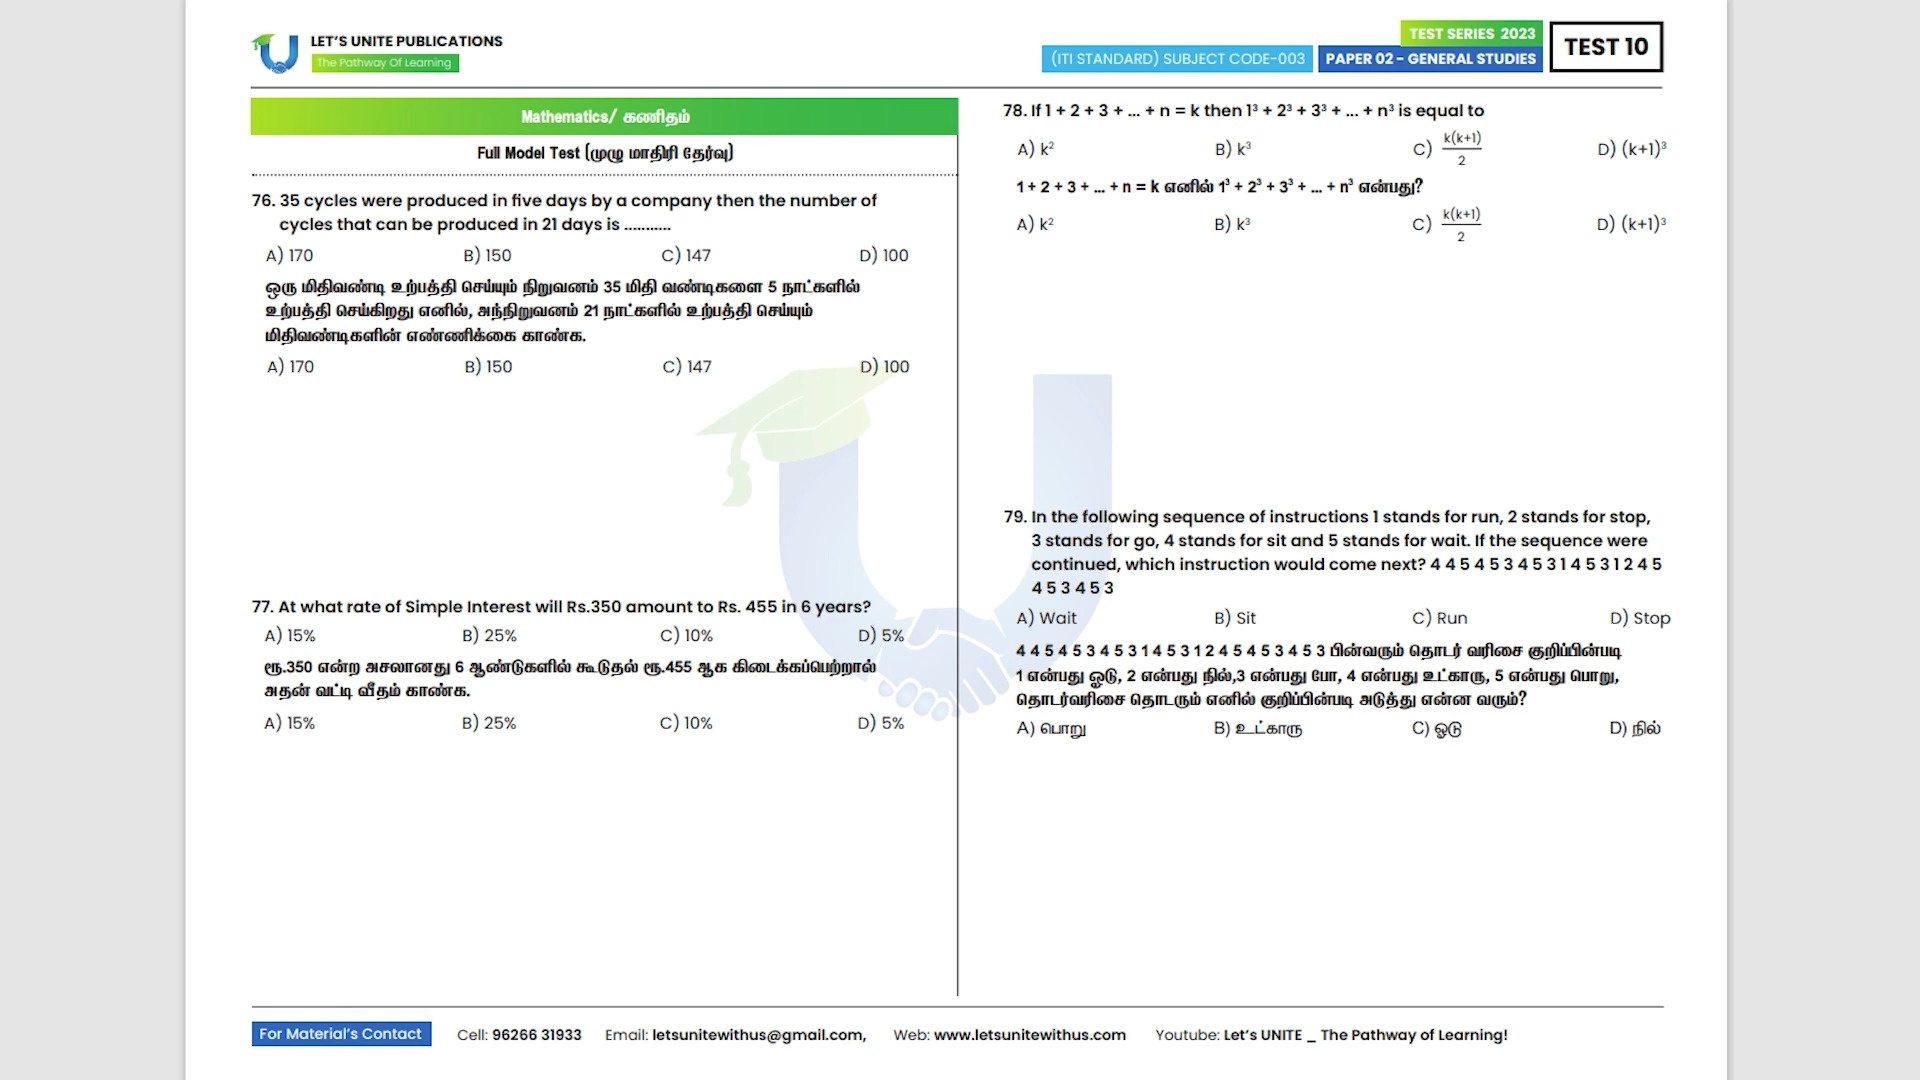 LET'S UNITE PUBLICATIONS
The Pathway Of Learning
TEST SERIES 2023
(ITI STANDARD) SUBJECT CODE-003
PAPER 02 - GENERAL STUDIES
TEST 10
Mathematics/ கணிதம்
Full Model Test (முழு மாதிரி தேர்வு)
76. 35 cycles were produced in five days by a company then the number of
cycles that can be produced in 21 days is ...........
A) 170 B) 150 C) 147 D) 100
ஒரு மிதிவண்டி உற்பத்தி செய்யும் நிறுவனம் 35 மிதி வண்டிகளை 5 நாட்களில்
உற்பத்தி செய்கிறது எனில், அந்நிறுவனம் 21 நாட்களில் உற்பத்தி செய்யும்
மிதிவண்டிகளின் எண்ணிக்கை காண்க.
A) 170 B) 150 C) 147 D) 100
77. At what rate of Simple Interest will Rs.350 amount to Rs. 455 in 6 years?
A) 15% B) 25% C) 10% D) 5%
ரூ.350 என்ற அசலானது 6 ஆண்டுகளில் கூடுதல் ரூ.455 ஆக கிடைக்கப்பெற்றால்
அதன் வட்டி வீதம் காண்க.
A) 15% B) 25% C) 10% D) 5%
78. If 1 + 2 + 3 + ... + n = k then 1³ + 2³ + 3³ + ... + n³ is equal to
A) k² B) k³ C) k(k+1)/2 D) (k+1)³
1 + 2 + 3 + ... + n = k எனில் 1³ + 2³ + 3³ + ... + n³ என்பது?
A) k² B) k³ C) k(k+1)/2 D) (k+1)³
79. In the following sequence of instructions 1 stands for run, 2 stands for stop,
3 stands for go, 4 stands for sit and 5 stands for wait. If the sequence were
continued, which instruction would come next? 4 4 5 4 5 3 4 5 3 1 4 5 3 1 2 4 5
4 5 3 4 5 3
A) Wait B) Sit C) Run D) Stop
4 4 5 4 5 3 4 5 3 1 4 5 3 1 2 4 5 4 5 3 4 5 3 பின்வரும் தொடர் வரிசை குறிப்பின்படி
1 என்பது ஓடு, 2 என்பது நில்,3 என்பது போ, 4 என்பது உட்காரு, 5 என்பது பொறு,
தொடர்வரிசை தொடரும் எனில் குறிப்பின்படி அடுத்து என்ன வரும்?
A) பொறு B) உட்காரு C) ஓடு D) நில்
For Material's Contact Cell: 96266 31933 Email: letsunitewithus@gmail.com, Web: www.letsunitewithus.com Youtube: Let's UNITE _ The Pathway of Learning!